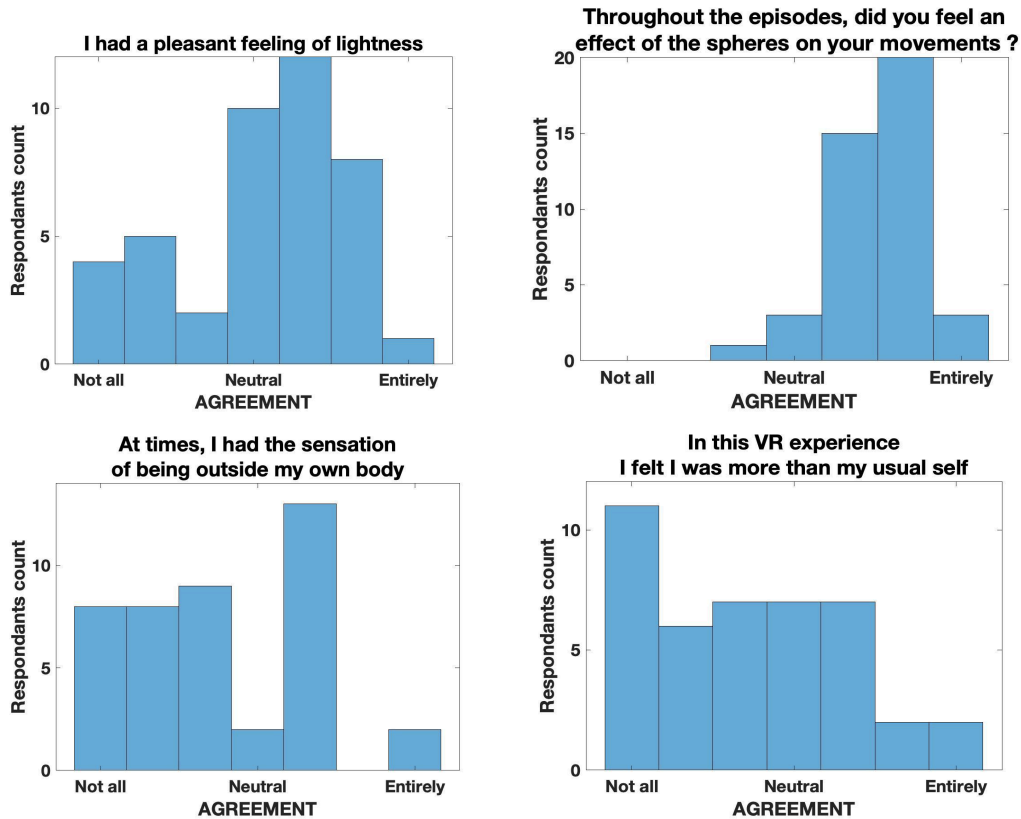 I had a pleasant feeling of lightness
10
5
0
Respondants count
Not all Neutral Entirely
AGREEMENT
Throughout the episodes, did you feel an
effect of the spheres on your movements ?
20
15
10
5
0
Respondants count
Not all Neutral Entirely
AGREEMENT
At times, I had the sensation
of being outside my own body
10
5
0
Respondants count
Not all Neutral Entirely
AGREEMENT
In this VR experience
I felt I was more than my usual self
10
5
0
Respondants count
Not all Neutral Entirely
AGREEMENT